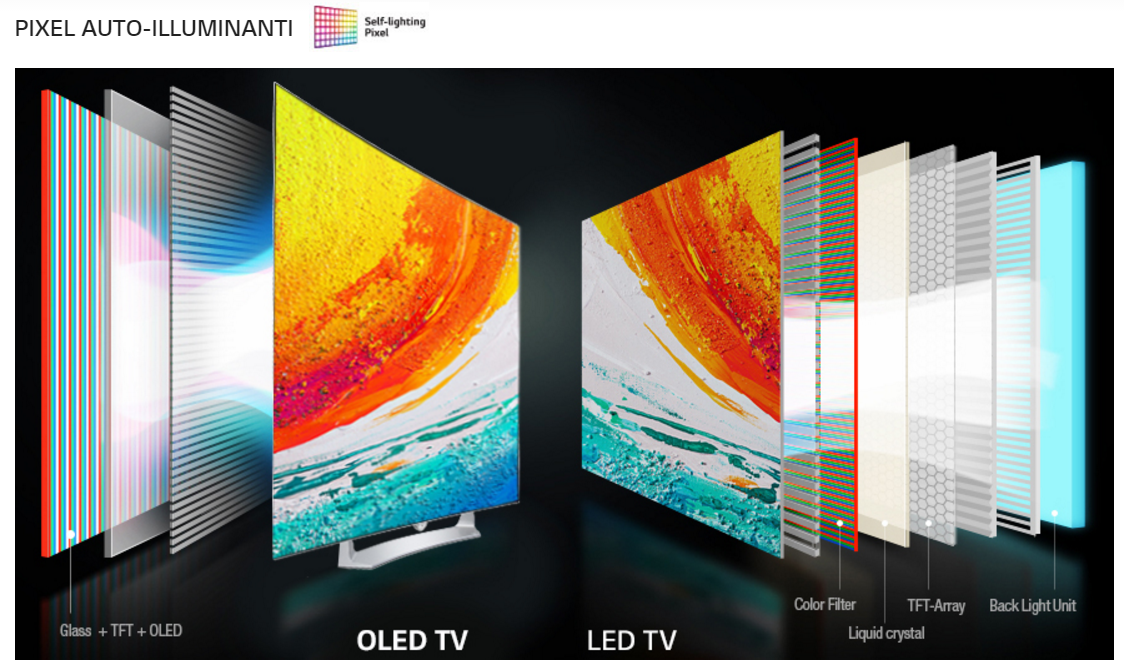 PIXEL AUTO-ILLUMINANTI
Self-lighting
Pixel
Color Filter
TFT-Array
Back Light Unit
Liquid crystal
Glass + TFT + OLED
OLED TV
LED TV